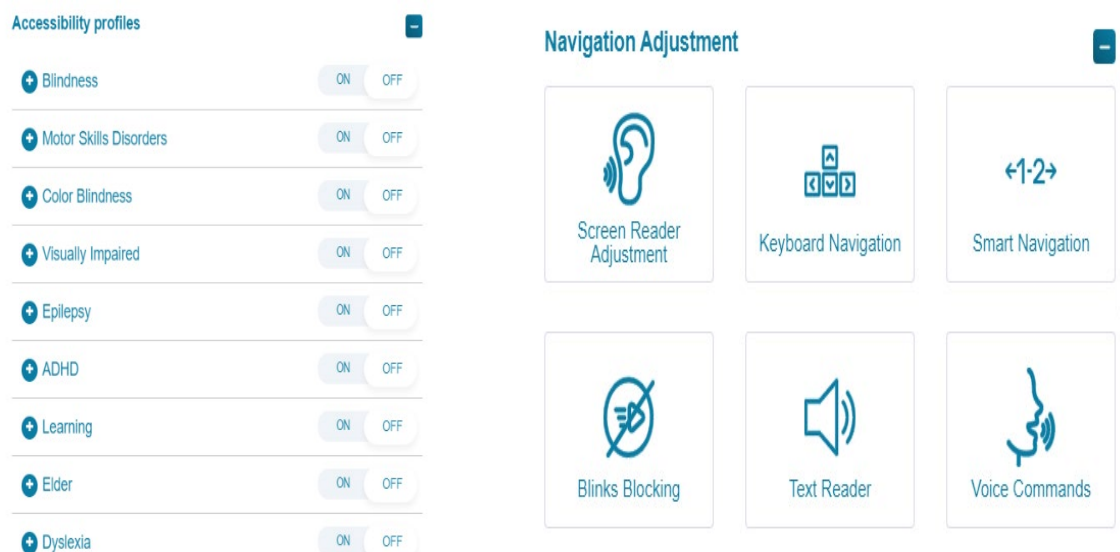 Accessibility profiles
Blindness ON OFF
Motor Skills Disorders ON OFF
Color Blindness ON OFF
Visually Impaired ON OFF
Epilepsy ON OFF
ADHD ON OFF
Learning ON OFF
Elder ON OFF
Dyslexia ON OFF
Navigation Adjustment
Screen Reader
Adjustment
Keyboard Navigation
←1-2→
Smart Navigation
Blinks Blocking
Text Reader
Voice Commands